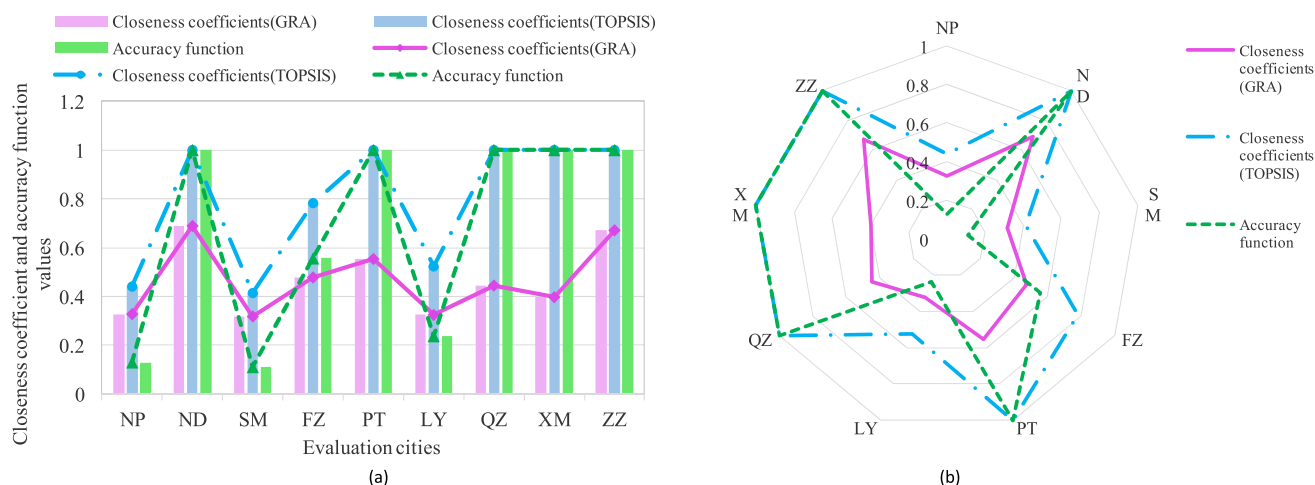 Closeness coefficients(GRA)
Closeness coefficients(TOPSIS)
Accuracy function
Closeness coefficients(GRA)
Closeness coefficients(TOPSIS)
Accuracy function
Closeness coefficient and accuracy function
values
1.2
1
0.8
0.6
0.4
0.2
0
NP ND SM FZ PT LY QZ XM ZZ
Evaluation cities
(a)
NP
N
D
S
M
FZ
PT
LY
QZ
X
M
ZZ
1
0.8
0.6
0.4
0.2
0
Closeness
coefficients
(GRA)
Closeness
coefficients
(TOPSIS)
Accuracy
function
(b)